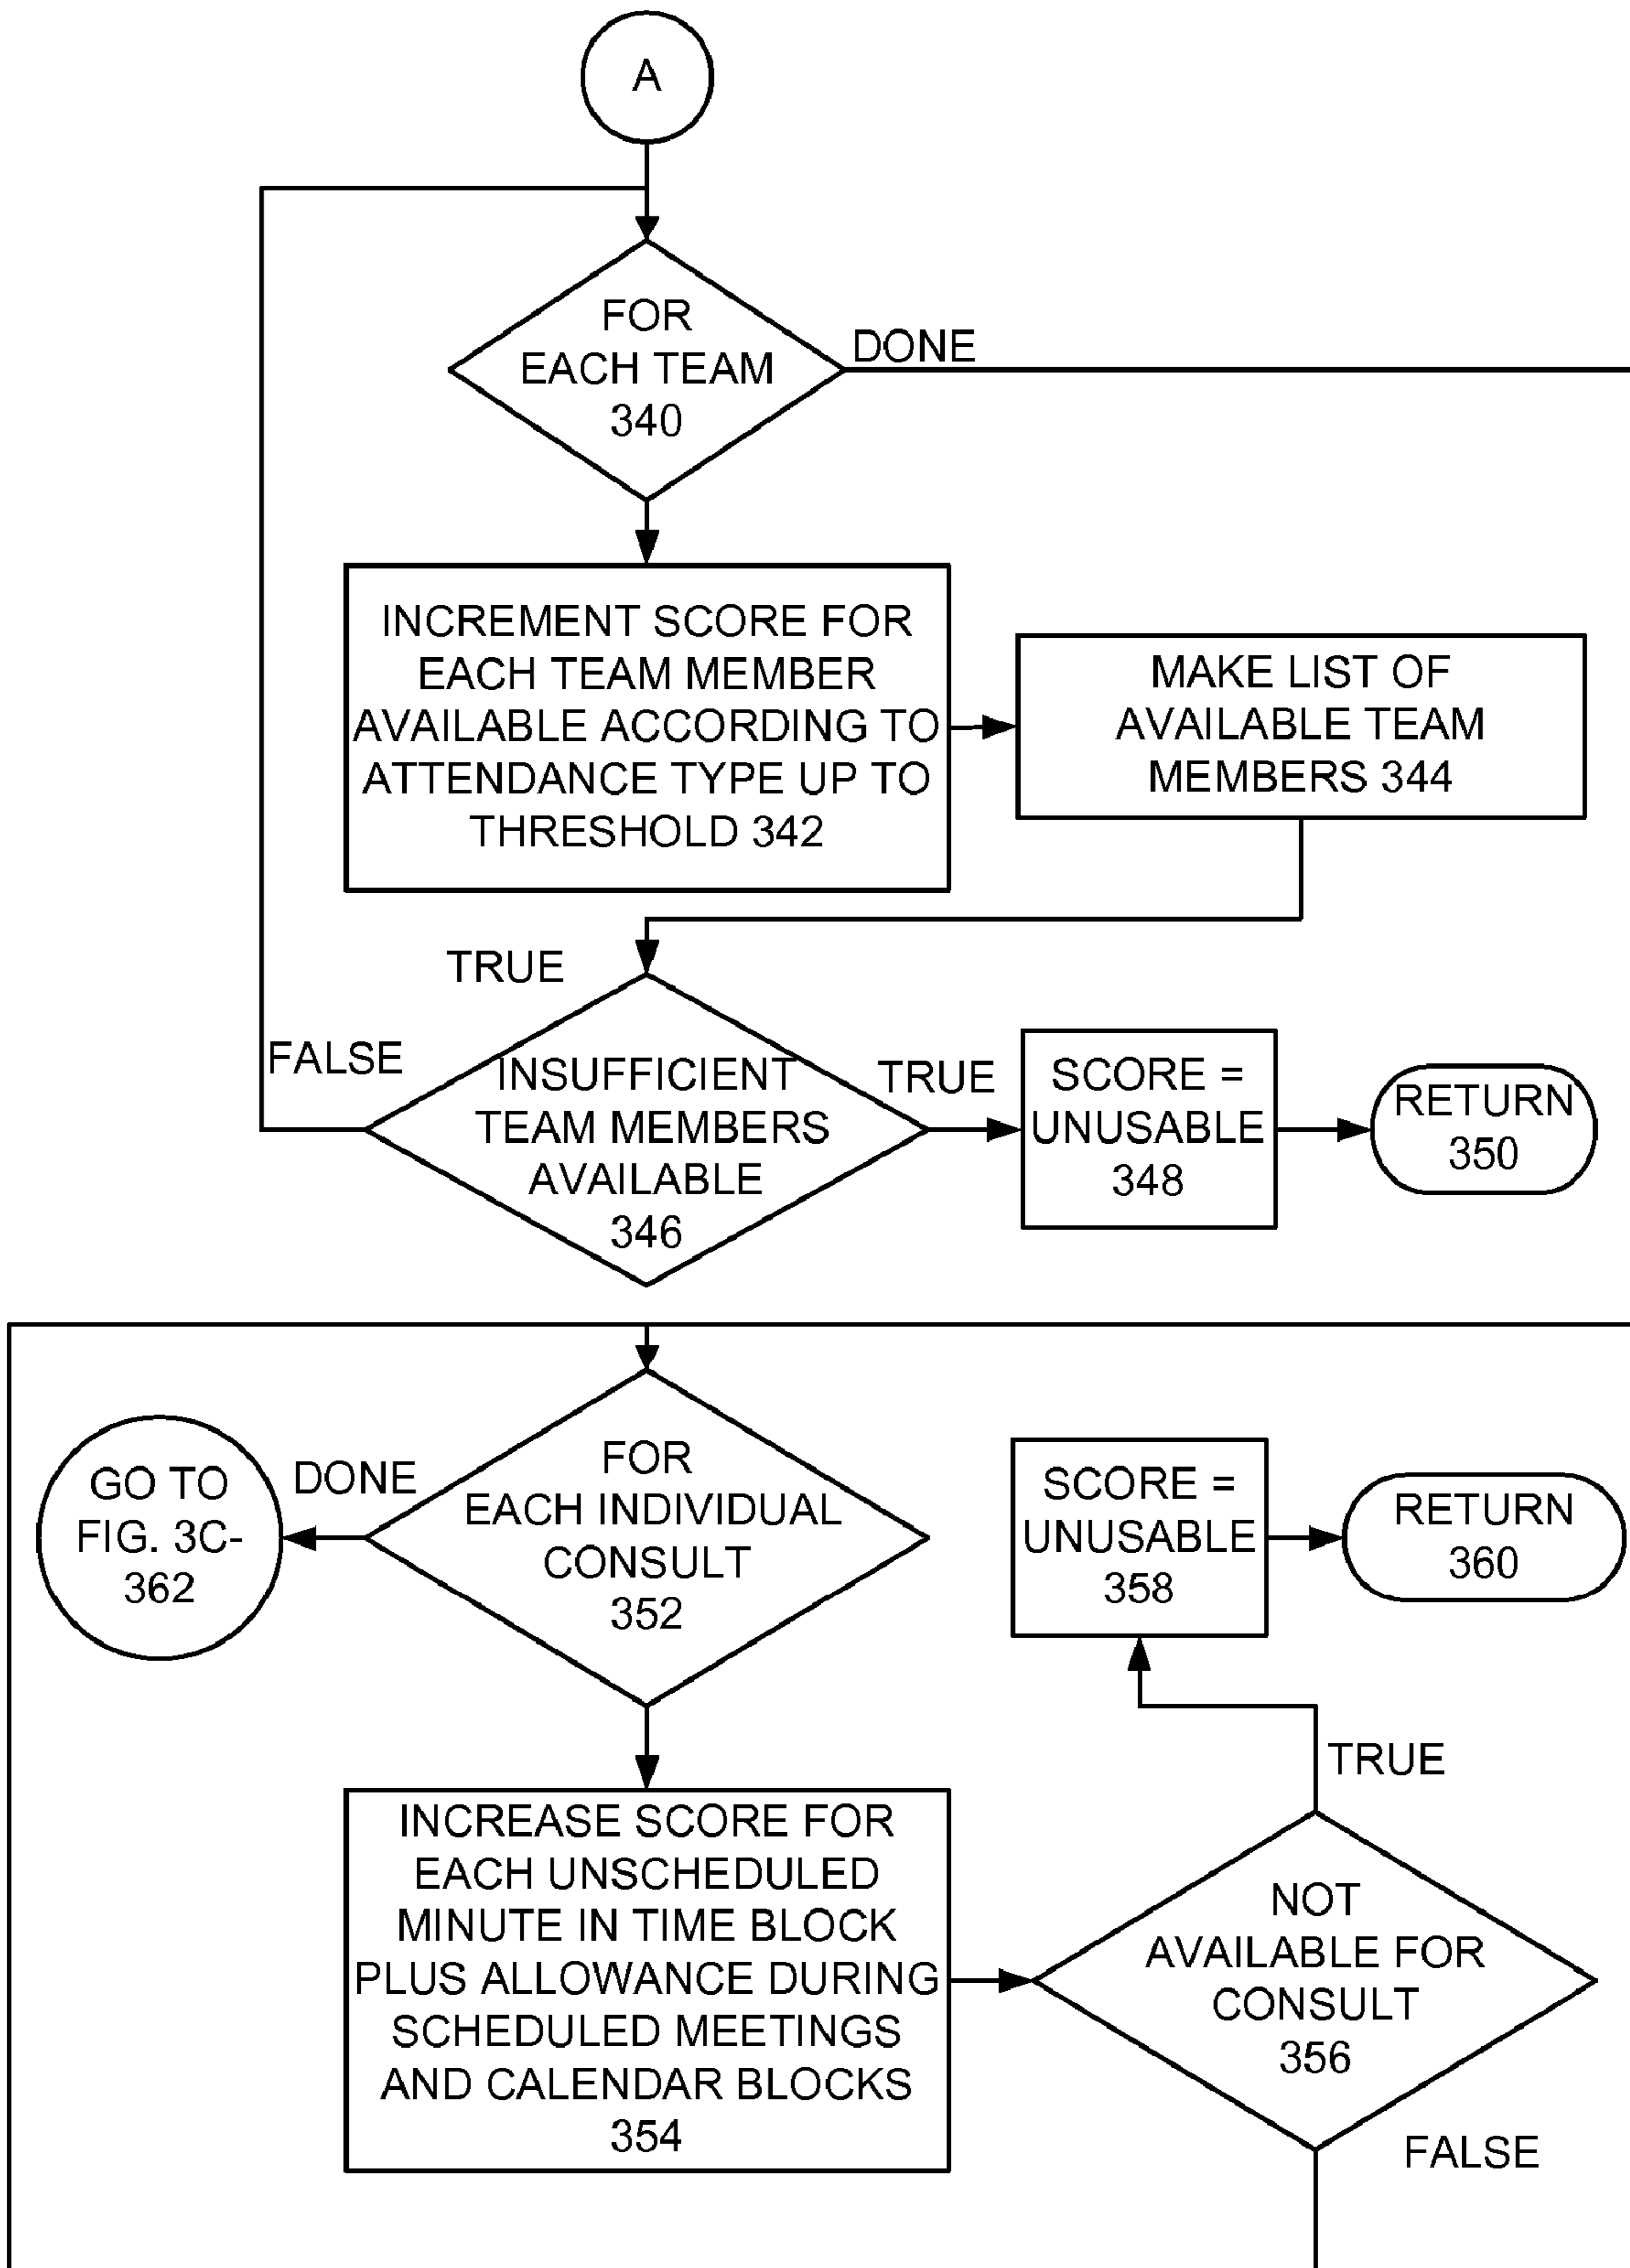 A
FOR
EACH TEAM
340
DONE
INCREMENT SCORE FOR
EACH TEAM MEMBER
AVAILABLE ACCORDING TO
ATTENDANCE TYPE UP TO
THRESHOLD 342
MAKE LIST OF
AVAILABLE TEAM
MEMBERS 344
TRUE
FALSE
INSUFFICIENT
TEAM MEMBERS
AVAILABLE
346
TRUE
SCORE =
UNUSABLE
348
RETURN
350
GO TO
FIG. 3C-
362
DONE
FOR
EACH INDIVIDUAL
CONSULT
352
SCORE =
UNUSABLE
358
RETURN
360
TRUE
INCREASE SCORE FOR
EACH UNSCHEDULED
MINUTE IN TIME BLOCK
PLUS ALLOWANCE DURING
SCHEDULED MEETINGS
AND CALENDAR BLOCKS
354
NOT
AVAILABLE FOR
CONSULT
356
FALSE